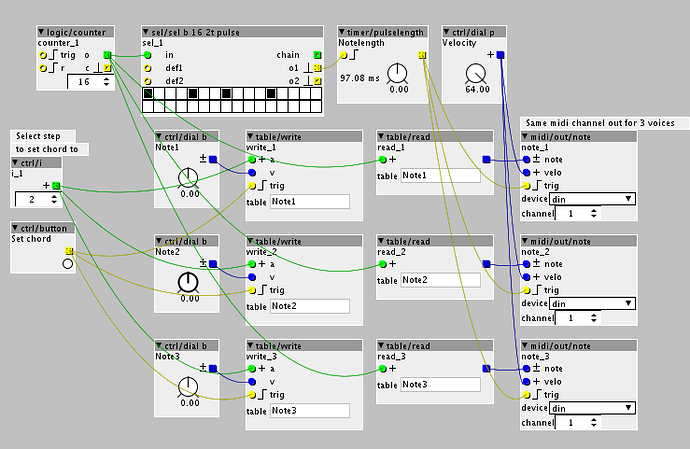 logic/counter
counter_1
trig o
r c
16
sel/sel b 16 2t pulse
sel_1
in chain
def1 o1
def2 o2
timer/pulselength
Notelength
97.08 ms
0.00
ctrl/dial p
Velocity
+
64.00
Select step
to set chord to
ctrl/i
i_1
+
2
ctrl/button
Set chord
ctrl/dial b
Note1
±
0.00
table/write
write_1
+ a
v
trig
table Note1
table/read
read_1
+
table Note1
Same midi channel out for 3 voices
midi/out/note
note_1
± note
+ velo
trig
device din
channel 1
ctrl/dial b
Note2
±
0.00
table/write
write_2
+ a
v
trig
table Note2
table/read
read_2
+
table Note2
midi/out/note
note_2
± note
+ velo
trig
device din
channel 1
ctrl/dial b
Note3
±
0.00
table/write
write_3
+ a
v
trig
table Note3
table/read
read_3
+
table Note3
midi/out/note
note_3
± note
+ velo
trig
device din
channel 1